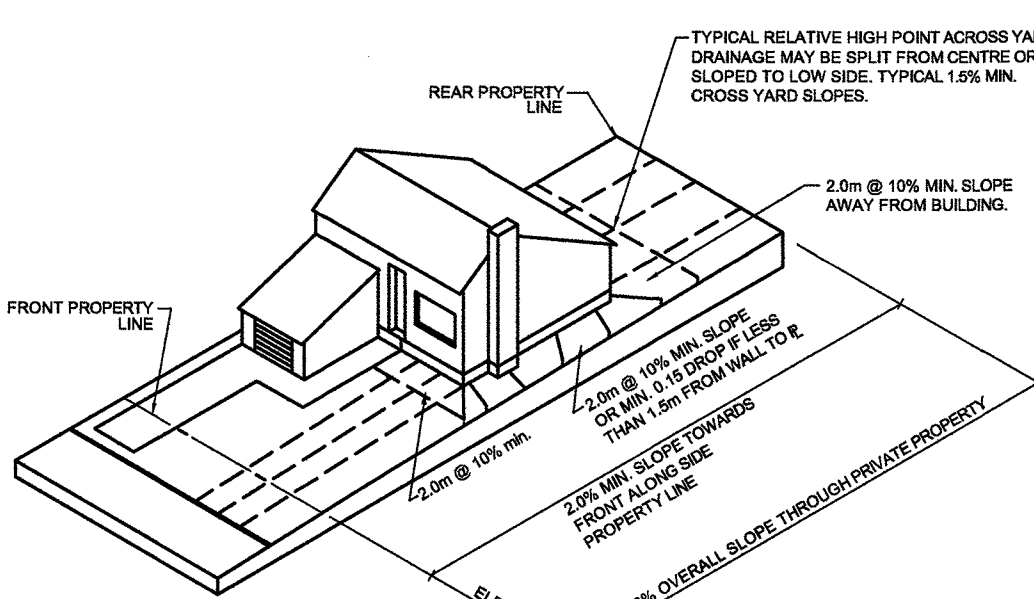 TYPICAL RELATIVE HIGH POINT ACROSS
DRAINAGE MAY BE SPLIT FROM CENTRE OR
SLOPED TO LOW SIDE. TYPICAL 1.5% MIN.
CROSS YARD SLOPES.
REAR PROPERTY
LINE
2.0m @ 10% MIN. SLOPE
AWAY FROM BUILDING.
FRONT PROPERTY
LINE
2.0m @ 10% MIN. SLOPE
OR MIN. 0.15 DROP IF LESS
THAN 1.5m FROM WALL TO ℙL
2.0m @ 10% min.
2.0% MIN. SLOPE TOWARDS
FRONT ALONG SIDE
PROPERTY LINE
% OVERALL SLOPE THROUGH PRIVATE PROPERTY